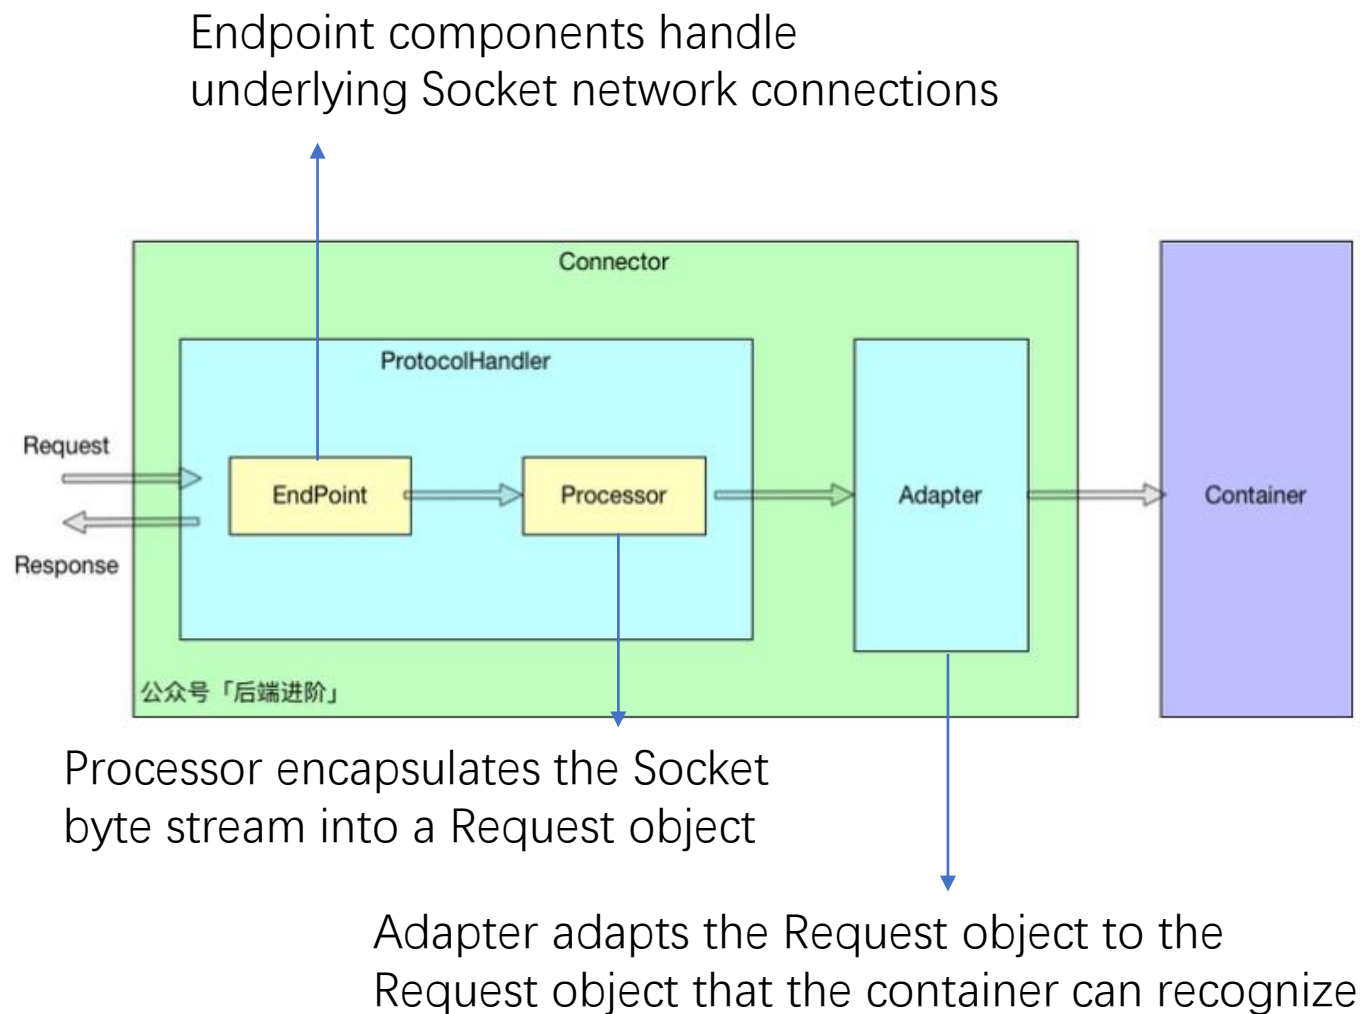 Endpoint components handle
underlying Socket network connections
Connector
ProtocolHandler
Request
EndPoint
Processor
Adapter
Container
Response
公众号「后端进阶」
Processor encapsulates the Socket
byte stream into a Request object
Adapter adapts the Request object to the
Request object that the container can recognize